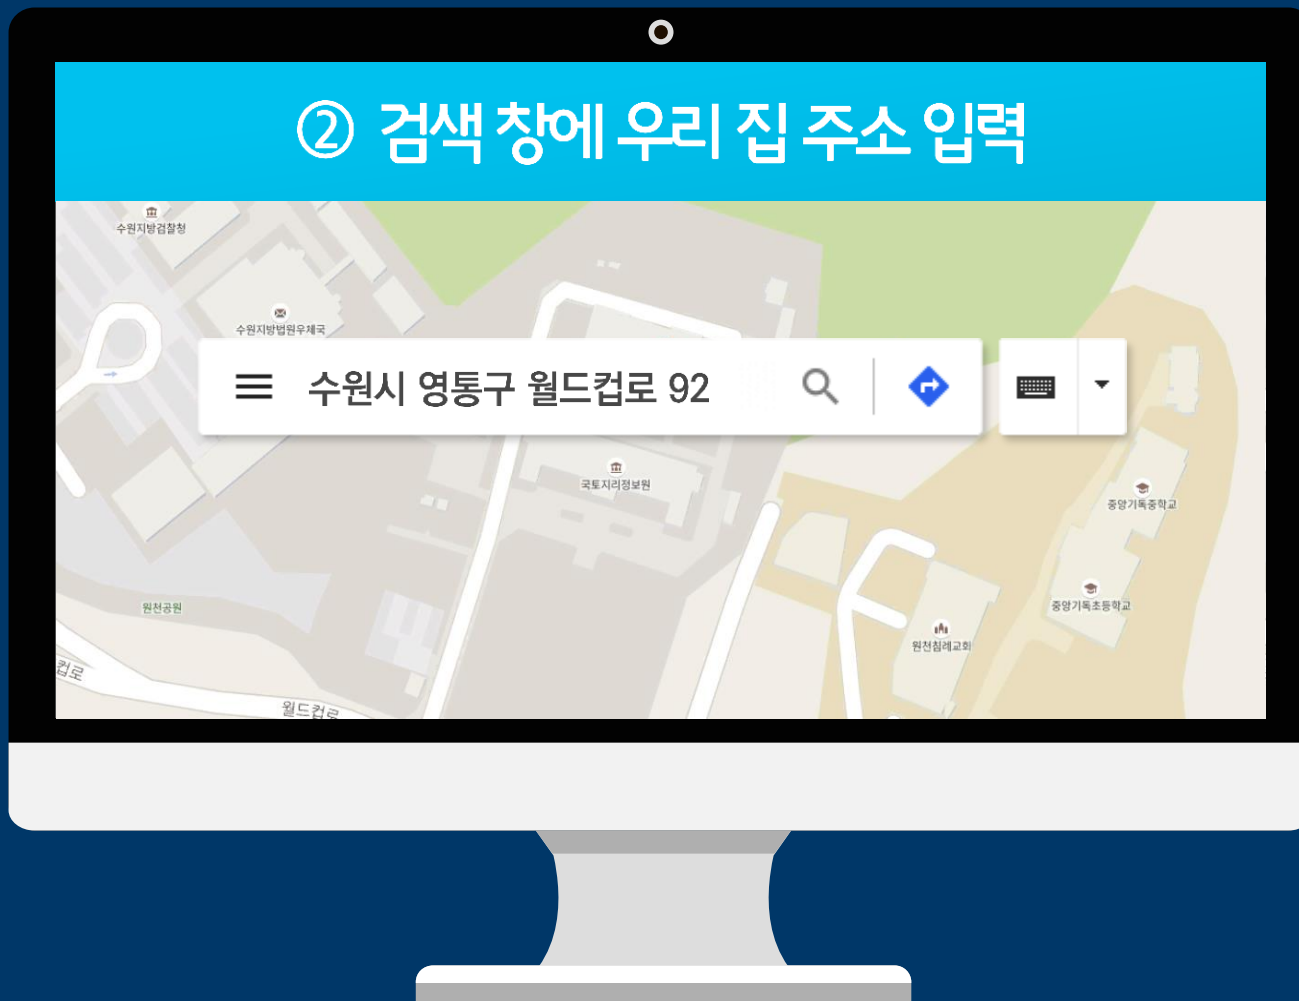 ② 검색 창에 우리 집 주소 입력
수원지방검찰청
수원지방법원우체국
수원시 영통구 월드컵로 92
국토지리정보원
중앙기독중학교
중앙기독초등학교
원천공원
원천침례교회
컵로
월드컵로